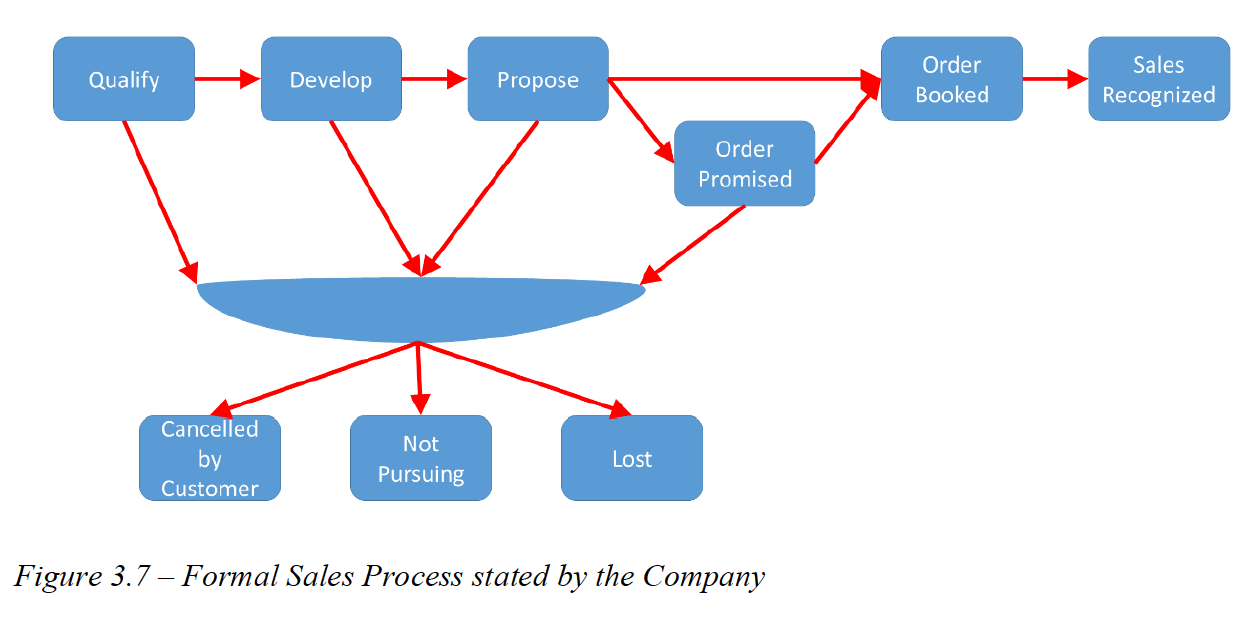 Qualify
Develop
Propose
Order
Booked
Sales
Recognized
Order
Promised
Cancelled
by
Customer
Not
Pursuing
Lost
Figure 3.7 – Formal Sales Process stated by the Company